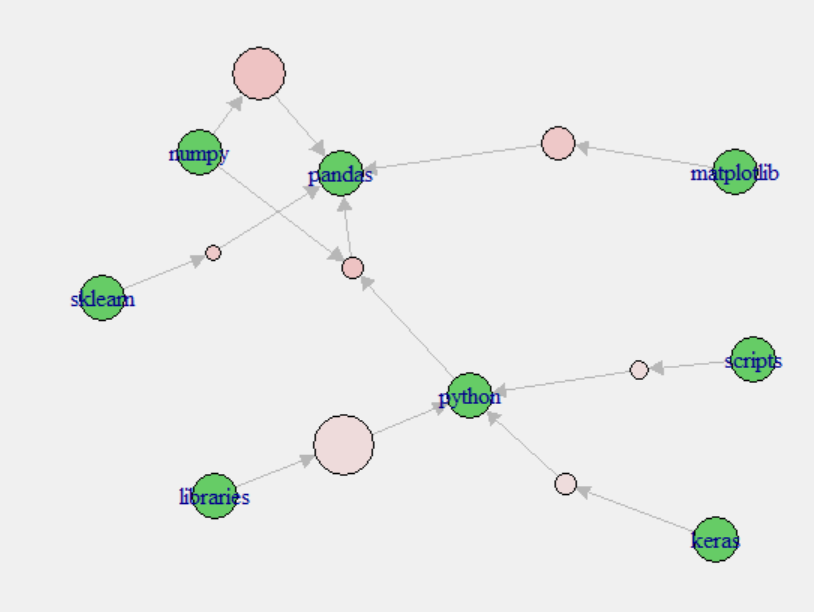 numpy
pandas
matplotlib
sklearn
scripts
python
libraries
keras